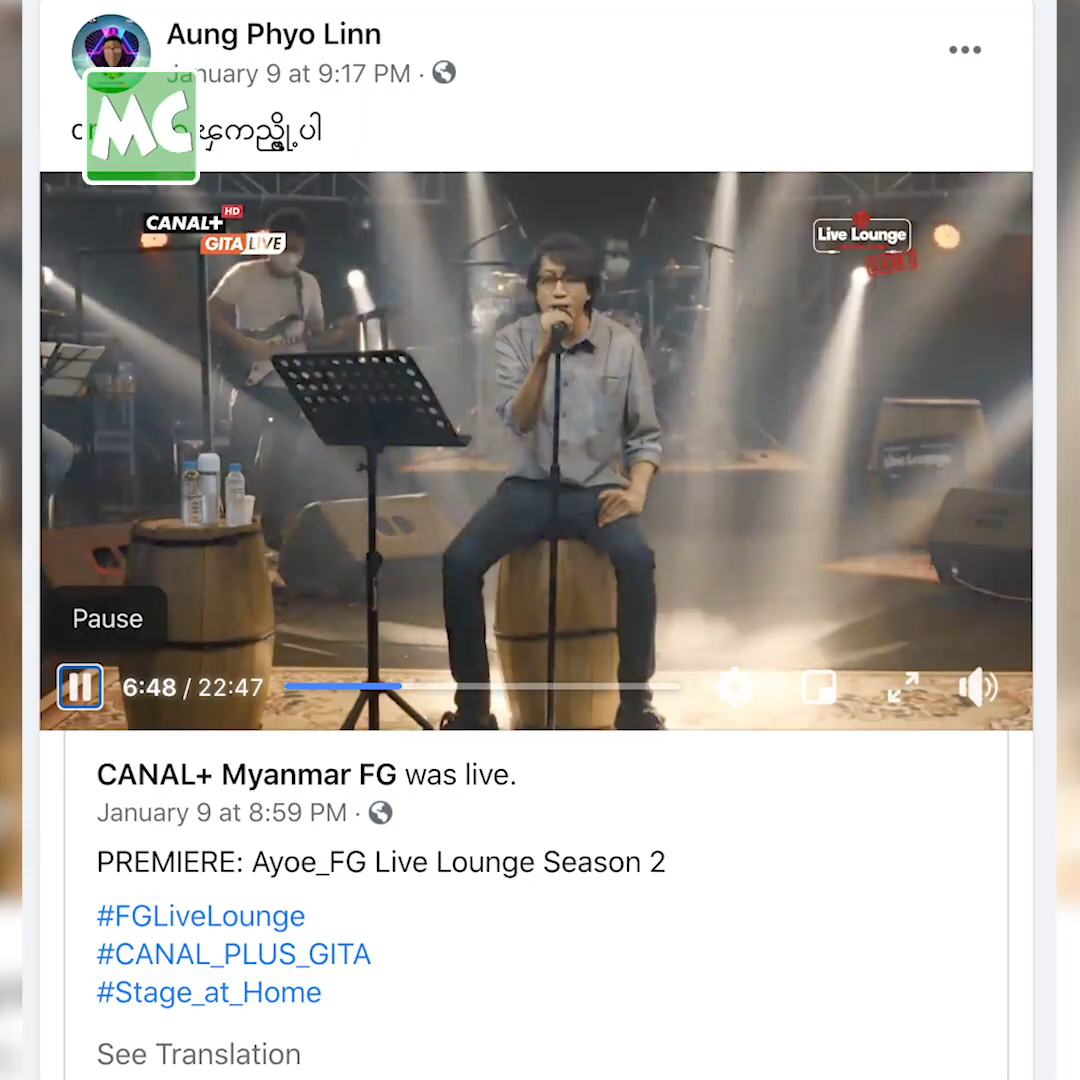 Aung Phyo Linn
January 9 at 9:17 PM ·
MC
CANAL+ HD
GITA LIVE
Live Lounge
Pause
6:48 / 22:47
CANAL+ Myanmar FG was live.
January 9 at 8:59 PM ·
PREMIERE: Ayoe_FG Live Lounge Season 2
#FGLiveLounge
#CANAL_PLUS_GITA
#Stage_at_Home
See Translation